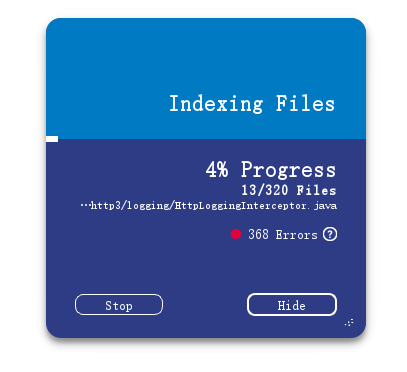 Indexing Files
4% Progress
13/320 Files
…http3/logging/HttpLoggingInterceptor.java
368 Errors ?
Stop
Hide